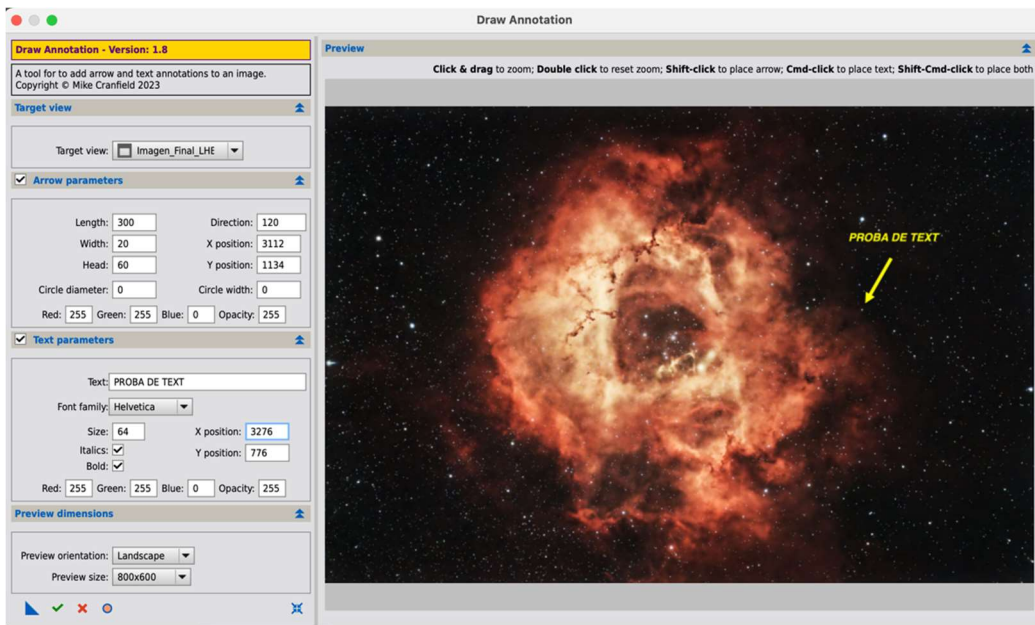 Draw Annotation
Draw Annotation - Version: 1.8
A tool for to add arrow and text annotations to an image.
Copyright © Mike Cranfield 2023
Target view
Target view: Imagen_Final_LHE
Arrow parameters
Length: 300 Direction: 120
Width: 20 X position: 3112
Head: 60 Y position: 1134
Circle diameter: 0 Circle width: 0
Red: 255 Green: 255 Blue: 0 Opacity: 255
Text parameters
Text: PROBA DE TEXT
Font family: Helvetica
Size: 64 X position: 3276
Italics: Y position: 776
Bold:
Red: 255 Green: 255 Blue: 0 Opacity: 255
Preview dimensions
Preview orientation: Landscape
Preview size: 800x600
Preview
Click & drag to zoom; Double click to reset zoom; Shift-click to place arrow; Cmd-click to place text; Shift-Cmd-click to place both
PROBA DE TEXT